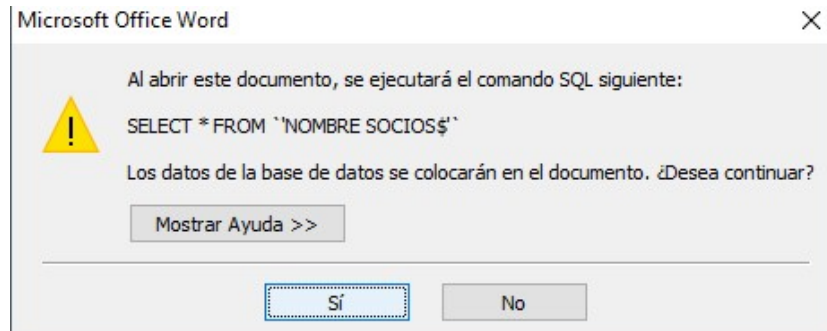 Microsoft Office Word
Al abrir este documento, se ejecutará el comando SQL siguiente:
SELECT * FROM `'NOMBRE SOCIOS$'`
Los datos de la base de datos se colocarán en el documento. ¿Desea continuar?
Mostrar Ayuda >>
Sí
No